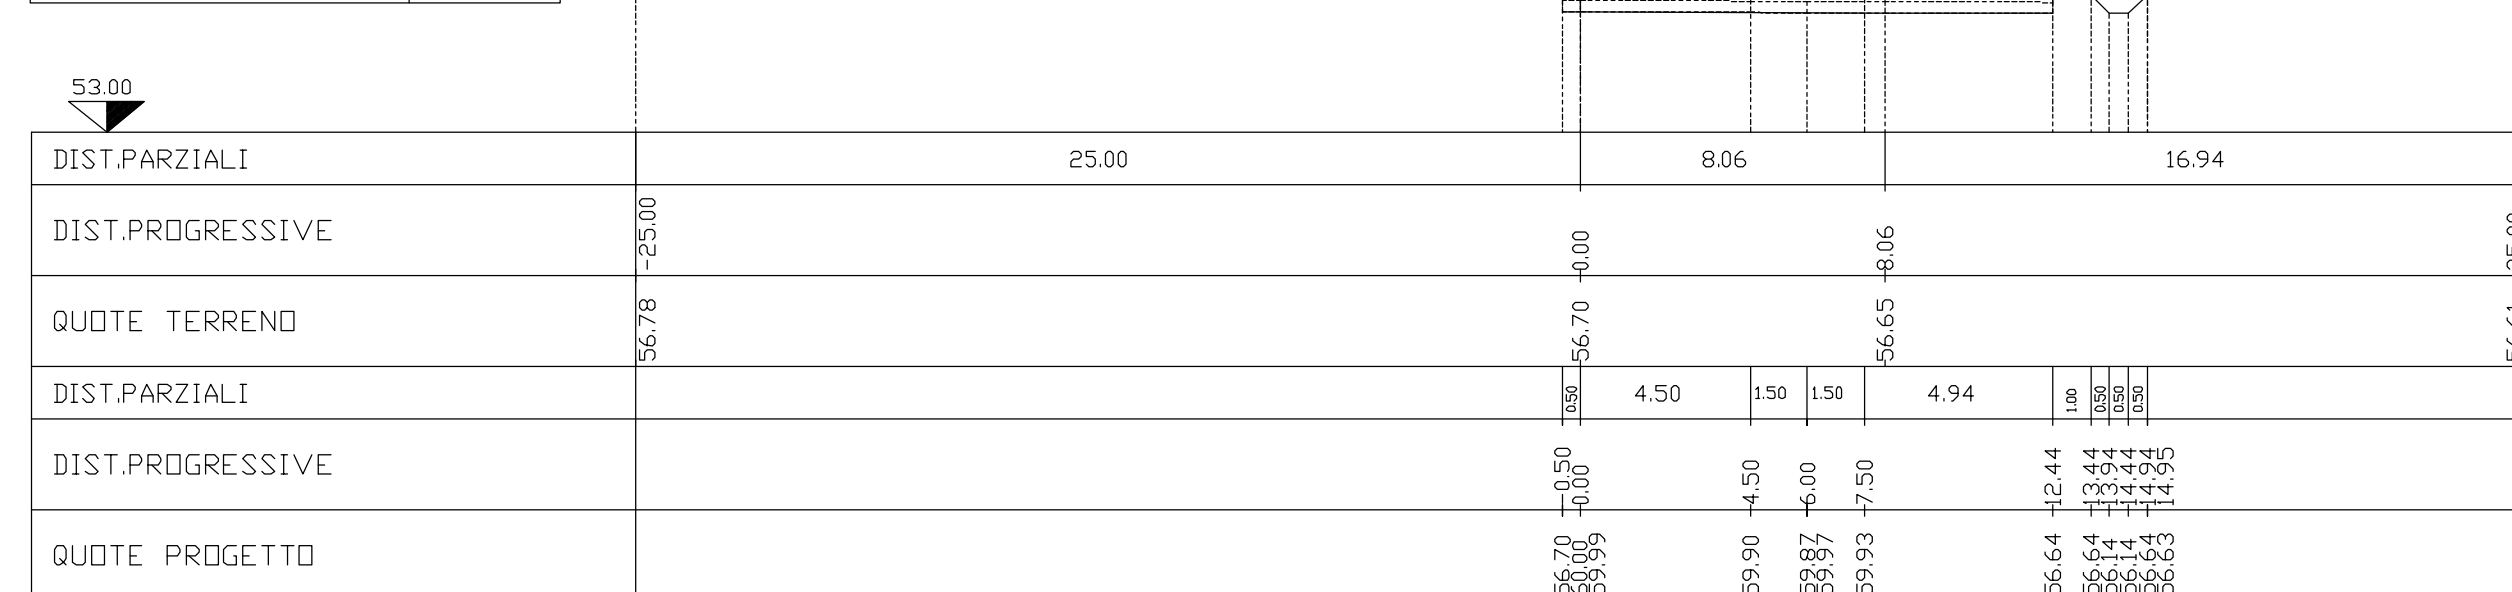 53.00
DIST.PARZIALI 25.00 8.06 16.94
DIST.PROGRESSIVE -25.00 0.00 8.06
QUOTE TERRENO 56.78 56.70 56.65
DIST.PARZIALI 0.50 4.50 1.50 1.50 4.94 1.00 0.50 0.50 0.50
DIST.PROGRESSIVE -0.50 0.00 4.50 6.00 7.50 12.44 13.44 13.94 14.44 14.94 14.95
QUOTE PROGETTO 56.70 60.00 59.99 59.90 59.87 59.97 59.93 56.64 56.64 56.14 56.14 56.64 56.63